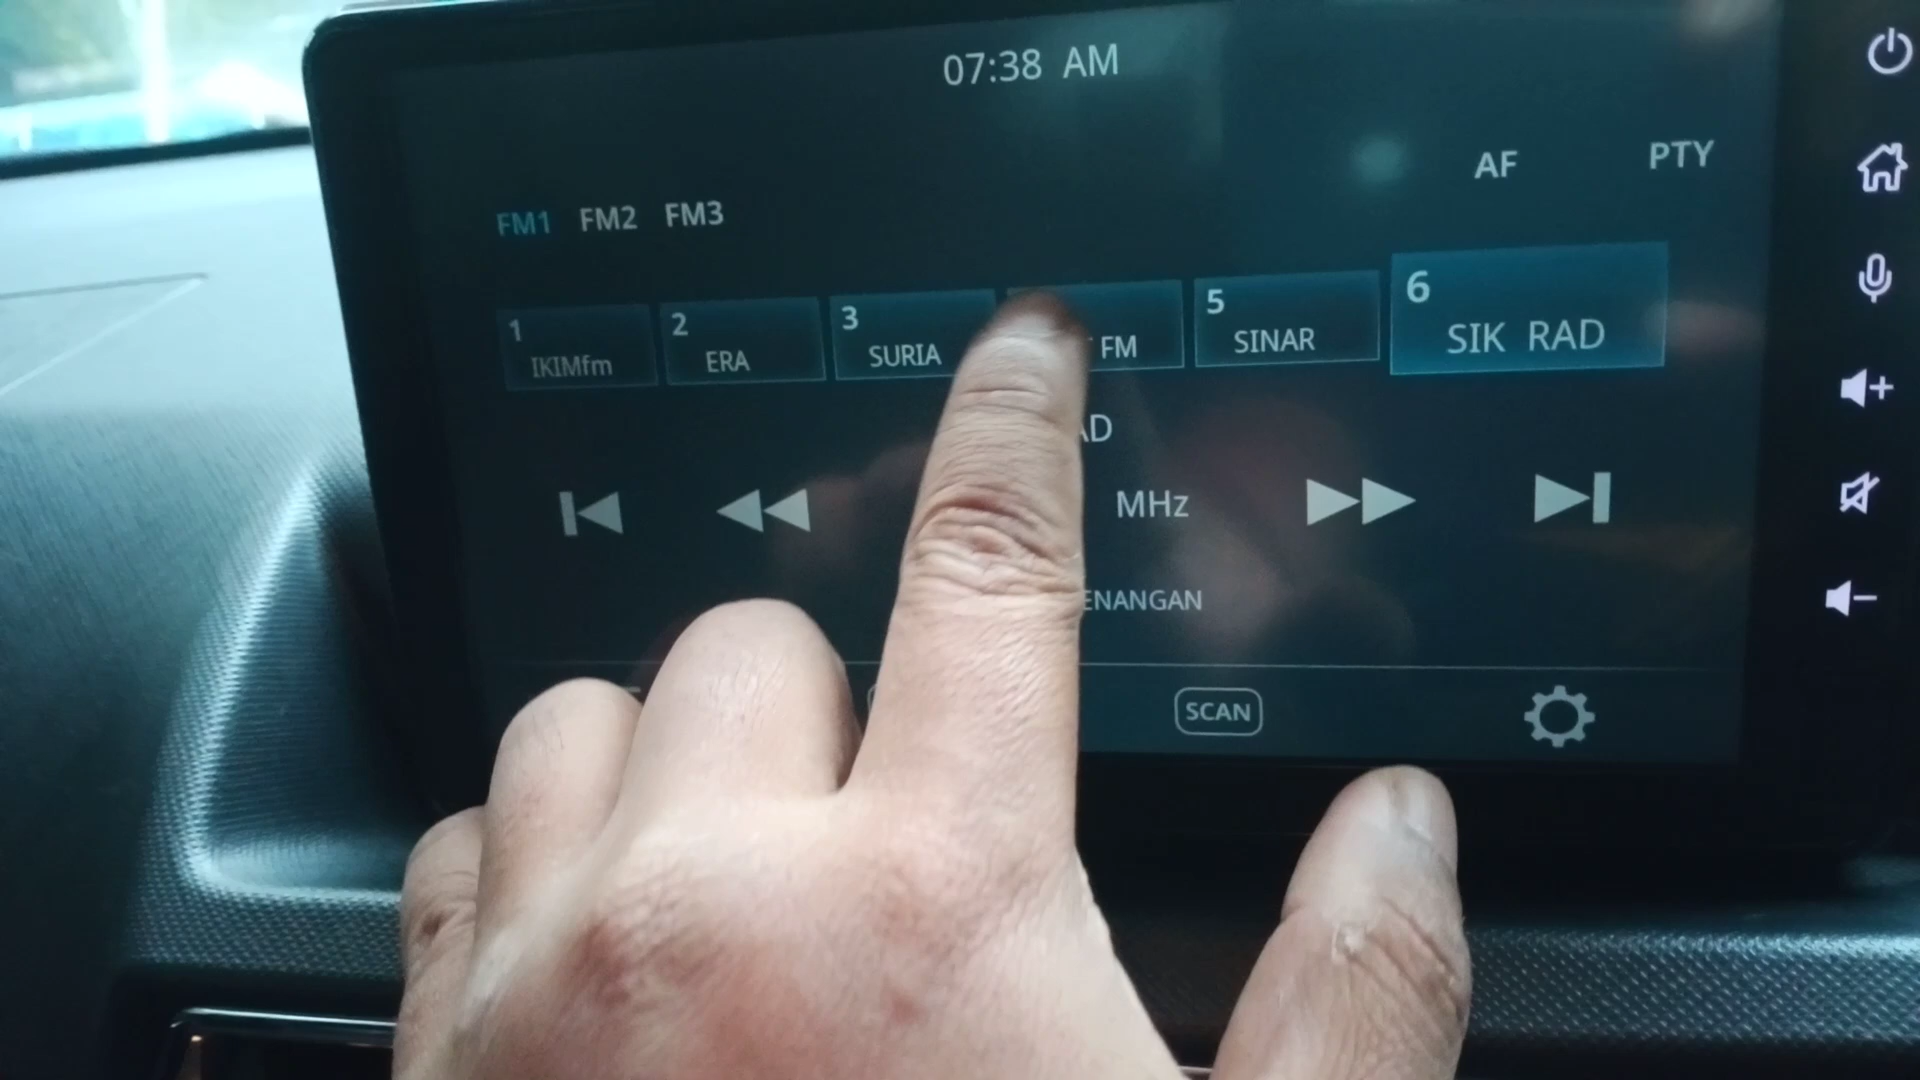 07:38 AM
AF PTY
FM1 FM2 FM3
1 IKIMfm
2 ERA
3 SURIA
FM
5 SINAR
6 SIK RAD
MHz
SCAN